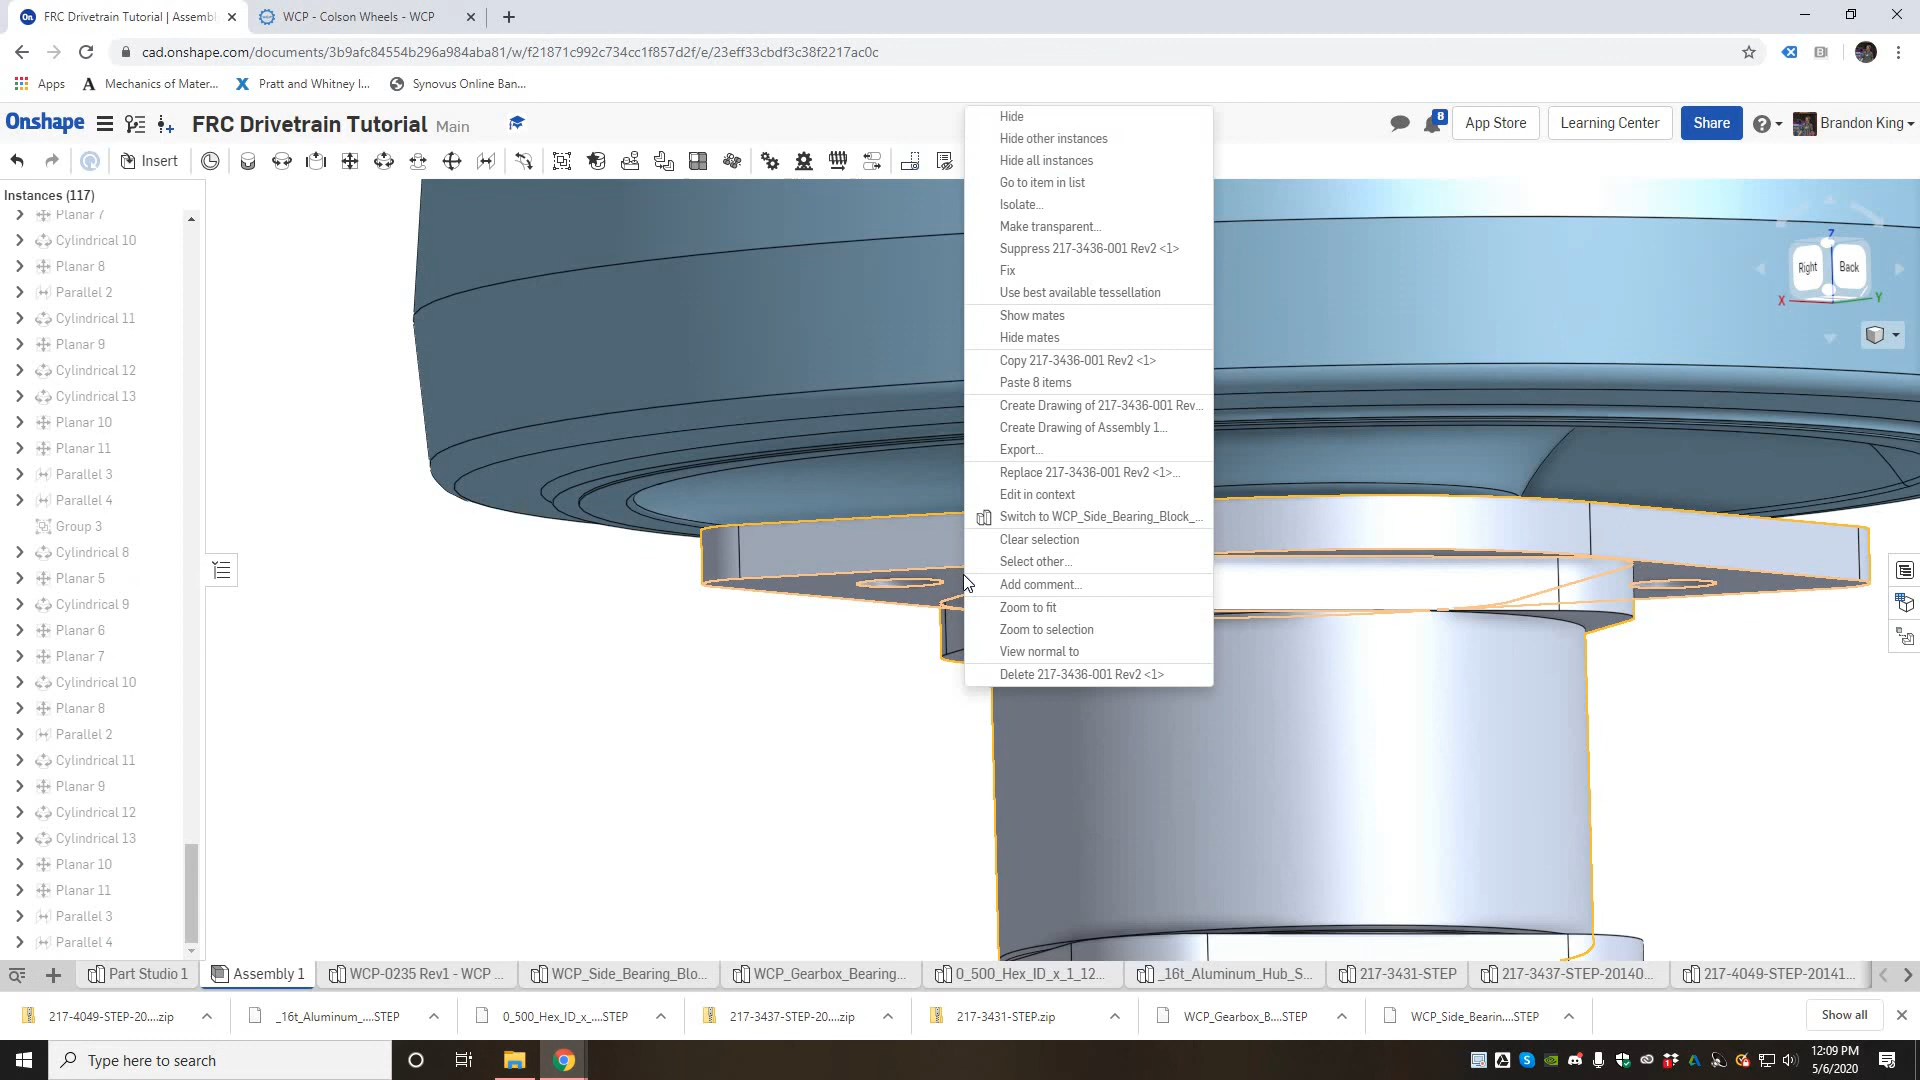 FRC Drivetrain Tutorial | Assembl
WCP - Colson Wheels - WCP
cad.onshape.com/documents/3b9afc84554b296a984aba81/w/f21871c992c734cc1f857d2f/e/23eff33cbdf3c38f2217ac0c
Apps
Mechanics of Mater...
Pratt and Whitney I...
Synovus Online Ban...
Onshape
FRC Drivetrain Tutorial Main
8
App Store
Learning Center
Share
Brandon King
Insert
Instances (117)
Planar 7
Cylindrical 10
Planar 8
Parallel 2
Cylindrical 11
Planar 9
Cylindrical 12
Cylindrical 13
Planar 10
Planar 11
Parallel 3
Parallel 4
Group 3
Cylindrical 8
Planar 5
Cylindrical 9
Planar 6
Planar 7
Cylindrical 10
Planar 8
Parallel 2
Cylindrical 11
Planar 9
Cylindrical 12
Cylindrical 13
Planar 10
Planar 11
Parallel 3
Parallel 4
Hide
Hide other instances
Hide all instances
Go to item in list
Isolate...
Make transparent...
Suppress 217-3436-001 Rev2 <1>
Fix
Use best available tessellation
Show mates
Hide mates
Copy 217-3436-001 Rev2 <1>
Paste 8 items
Create Drawing of 217-3436-001 Rev...
Create Drawing of Assembly 1...
Export...
Replace 217-3436-001 Rev2 <1>...
Edit in context
Switch to WCP_Side_Bearing_Block_...
Clear selection
Select other...
Add comment...
Zoom to fit
Zoom to selection
View normal to
Delete 217-3436-001 Rev2 <1>
Z
Right
Back
X
Y
Part Studio 1
Assembly 1
WCP-0235 Rev1 - WCP ...
WCP_Side_Bearing_Blo...
WCP_Gearbox_Bearing...
0_500_Hex_ID_x_1_12...
_16t_Aluminum_Hub_S...
217-3431-STEP
217-3437-STEP-20140...
217-4049-STEP-20141...
217-4049-STEP-20....zip
_16t_Aluminum_....STEP
0_500_Hex_ID_x_....STEP
217-3437-STEP-20....zip
217-3431-STEP.zip
WCP_Gearbox_B....STEP
WCP_Side_Bearin....STEP
Show all
Type here to search
12:09 PM
5/6/2020